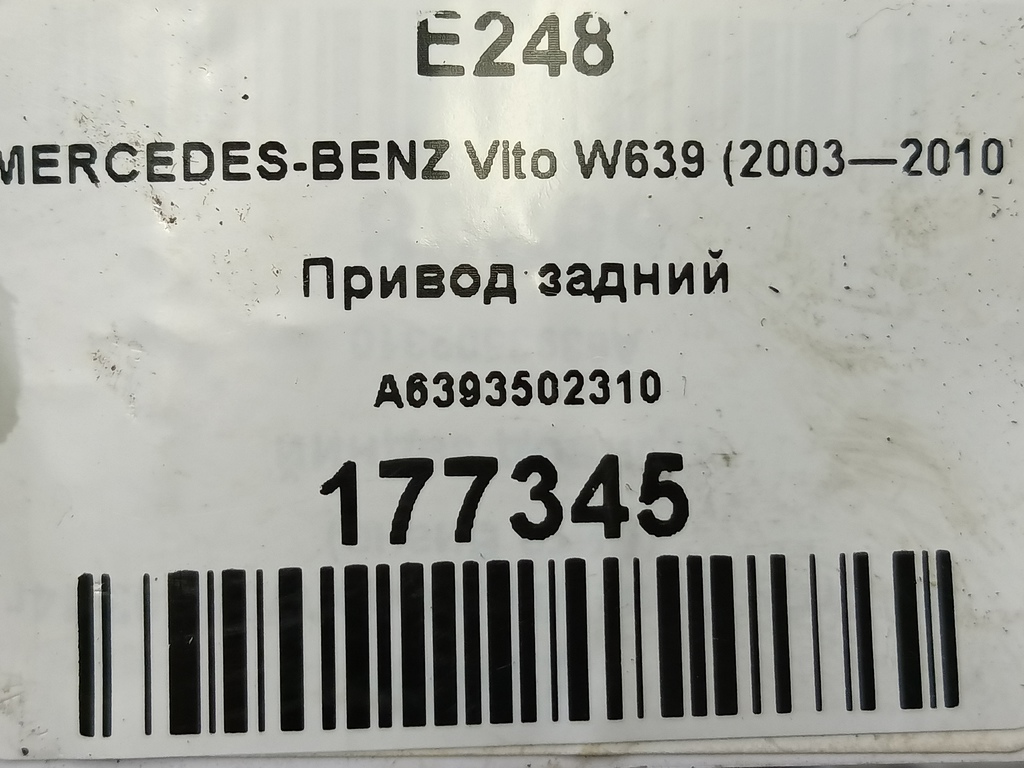 E248
MERCEDES-BENZ Vito W639 (2003—2010
Привод задний
A6393502310
177345